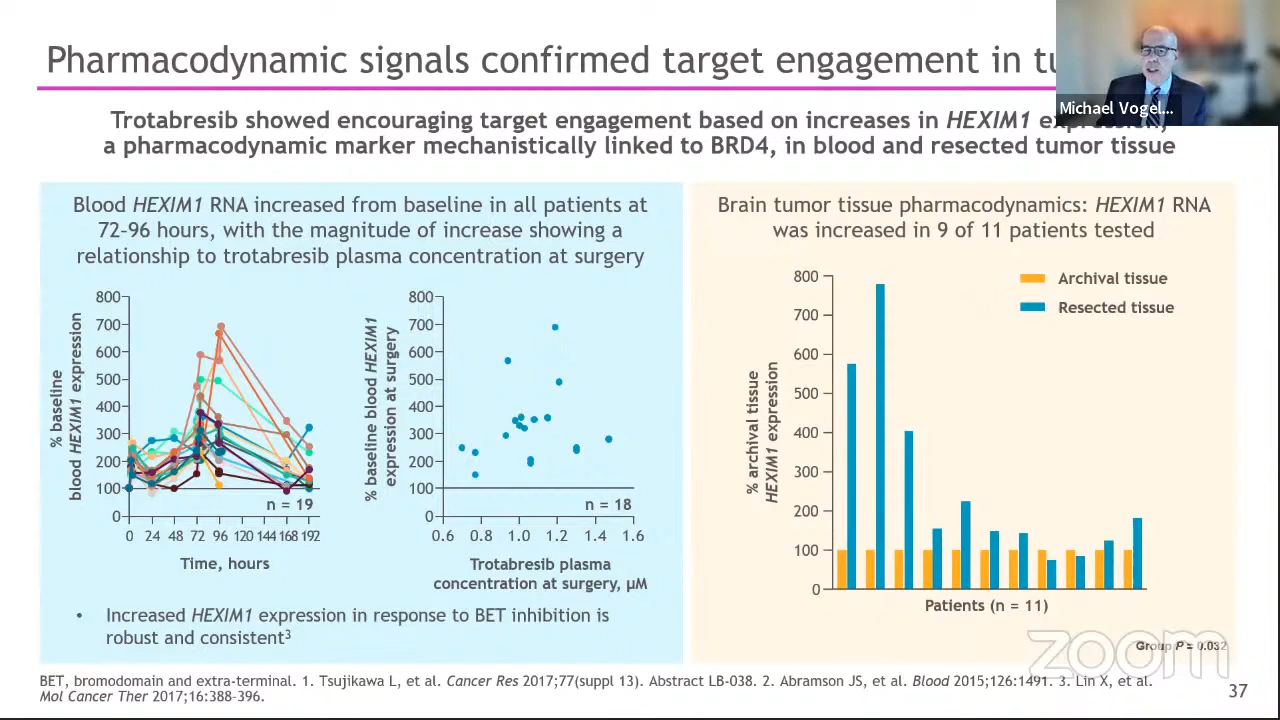 Pharmacodynamic signals confirmed target engagement in tu
Michael Vogel...
Trotabresib showed encouraging target engagement based on increases in HEXIM1 expression,
a pharmacodynamic marker mechanistically linked to BRD4, in blood and resected tumor tissue
Blood HEXIM1 RNA increased from baseline in all patients at
72–96 hours, with the magnitude of increase showing a
relationship to trotabresib plasma concentration at surgery
% baseline
blood HEXIM1 expression
800
700
600
500
400
300
200
100
0
n = 19
0 24 48 72 96 120 144 168 192
Time, hours
% baseline blood HEXIM1
expression at surgery
800
700
600
500
400
300
200
100
0
n = 18
0.6 0.8 1.0 1.2 1.4 1.6
Trotabresib plasma
concentration at surgery, µM
• Increased HEXIM1 expression in response to BET inhibition is
robust and consistent3
Brain tumor tissue pharmacodynamics: HEXIM1 RNA
was increased in 9 of 11 patients tested
% archival tissue
HEXIM1 expression
800
700
600
500
400
300
200
100
0
Archival tissue
Resected tissue
Patients (n = 11)
zoom
Group P = 0.032
BET, bromodomain and extra-terminal. 1. Tsujikawa L, et al. Cancer Res 2017;77(suppl 13). Abstract LB-038. 2. Abramson JS, et al. Blood 2015;126:1491. 3. Lin X, et al.
Mol Cancer Ther 2017;16:388–396.
37